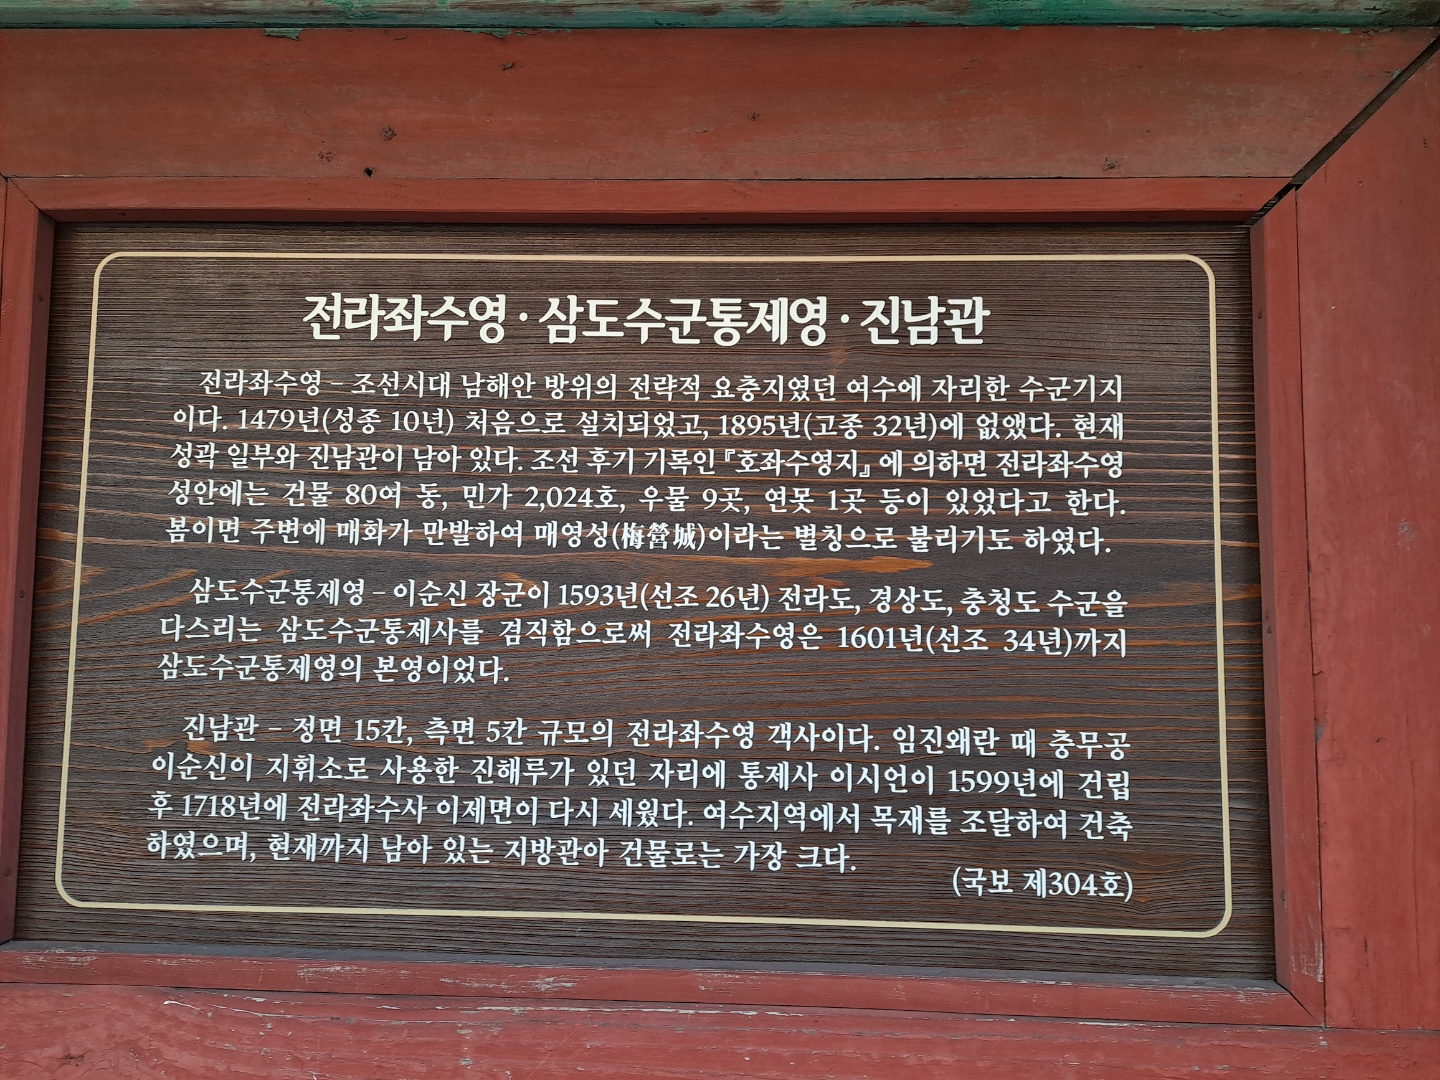 전라좌수영 · 삼도수군통제영 · 진남관
전라좌수영 – 조선시대 남해안 방위의 전략적 요충지였던 여수에 자리한 수군기지
이다. 1479년(성종 10년) 처음으로 설치되었고, 1895년(고종 32년)에 없앴다. 현재
성곽 일부와 진남관이 남아 있다. 조선 후기 기록인 『호좌수영지』 에 의하면 전라좌수영
성안에는 건물 80여 동, 민가 2,024호, 우물 9곳, 연못 1곳 등이 있었다고 한다.
봄이면 주변에 매화가 만발하여 매영성(梅營城)이라는 별칭으로 불리기도 하였다.
삼도수군통제영 – 이순신 장군이 1593년(선조 26년) 전라도, 경상도, 충청도 수군을
다스리는 삼도수군통제사를 겸직함으로써 전라좌수영은 1601년(선조 34년)까지
삼도수군통제영의 본영이었다.
진남관 – 정면 15칸, 측면 5칸 규모의 전라좌수영 객사이다. 임진왜란 때 충무공
이순신이 지휘소로 사용한 진해루가 있던 자리에 통제사 이시언이 1599년에 건립
후 1718년에 전라좌수사 이제면이 다시 세웠다. 여수지역에서 목재를 조달하여 건축
하였으며, 현재까지 남아 있는 지방관아 건물로는 가장 크다.
(국보 제304호)